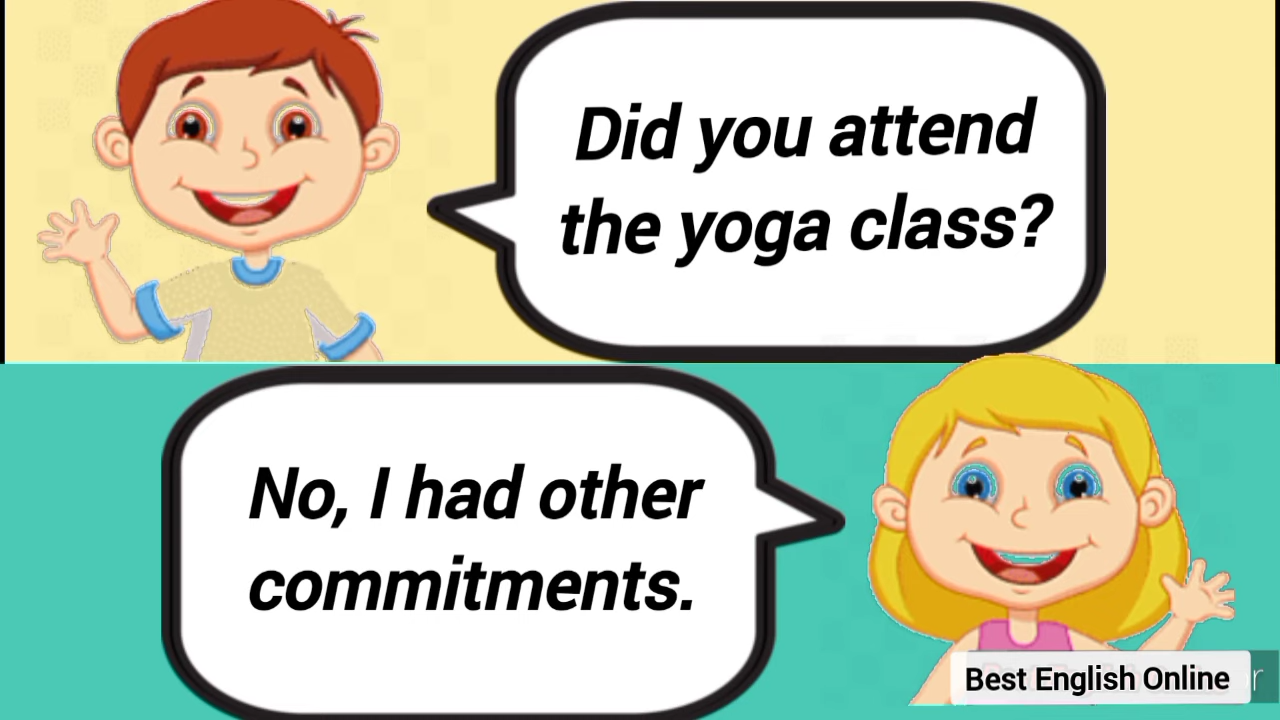 Did you attend
the yoga class?
No, I had other
commitments.
Best English Online